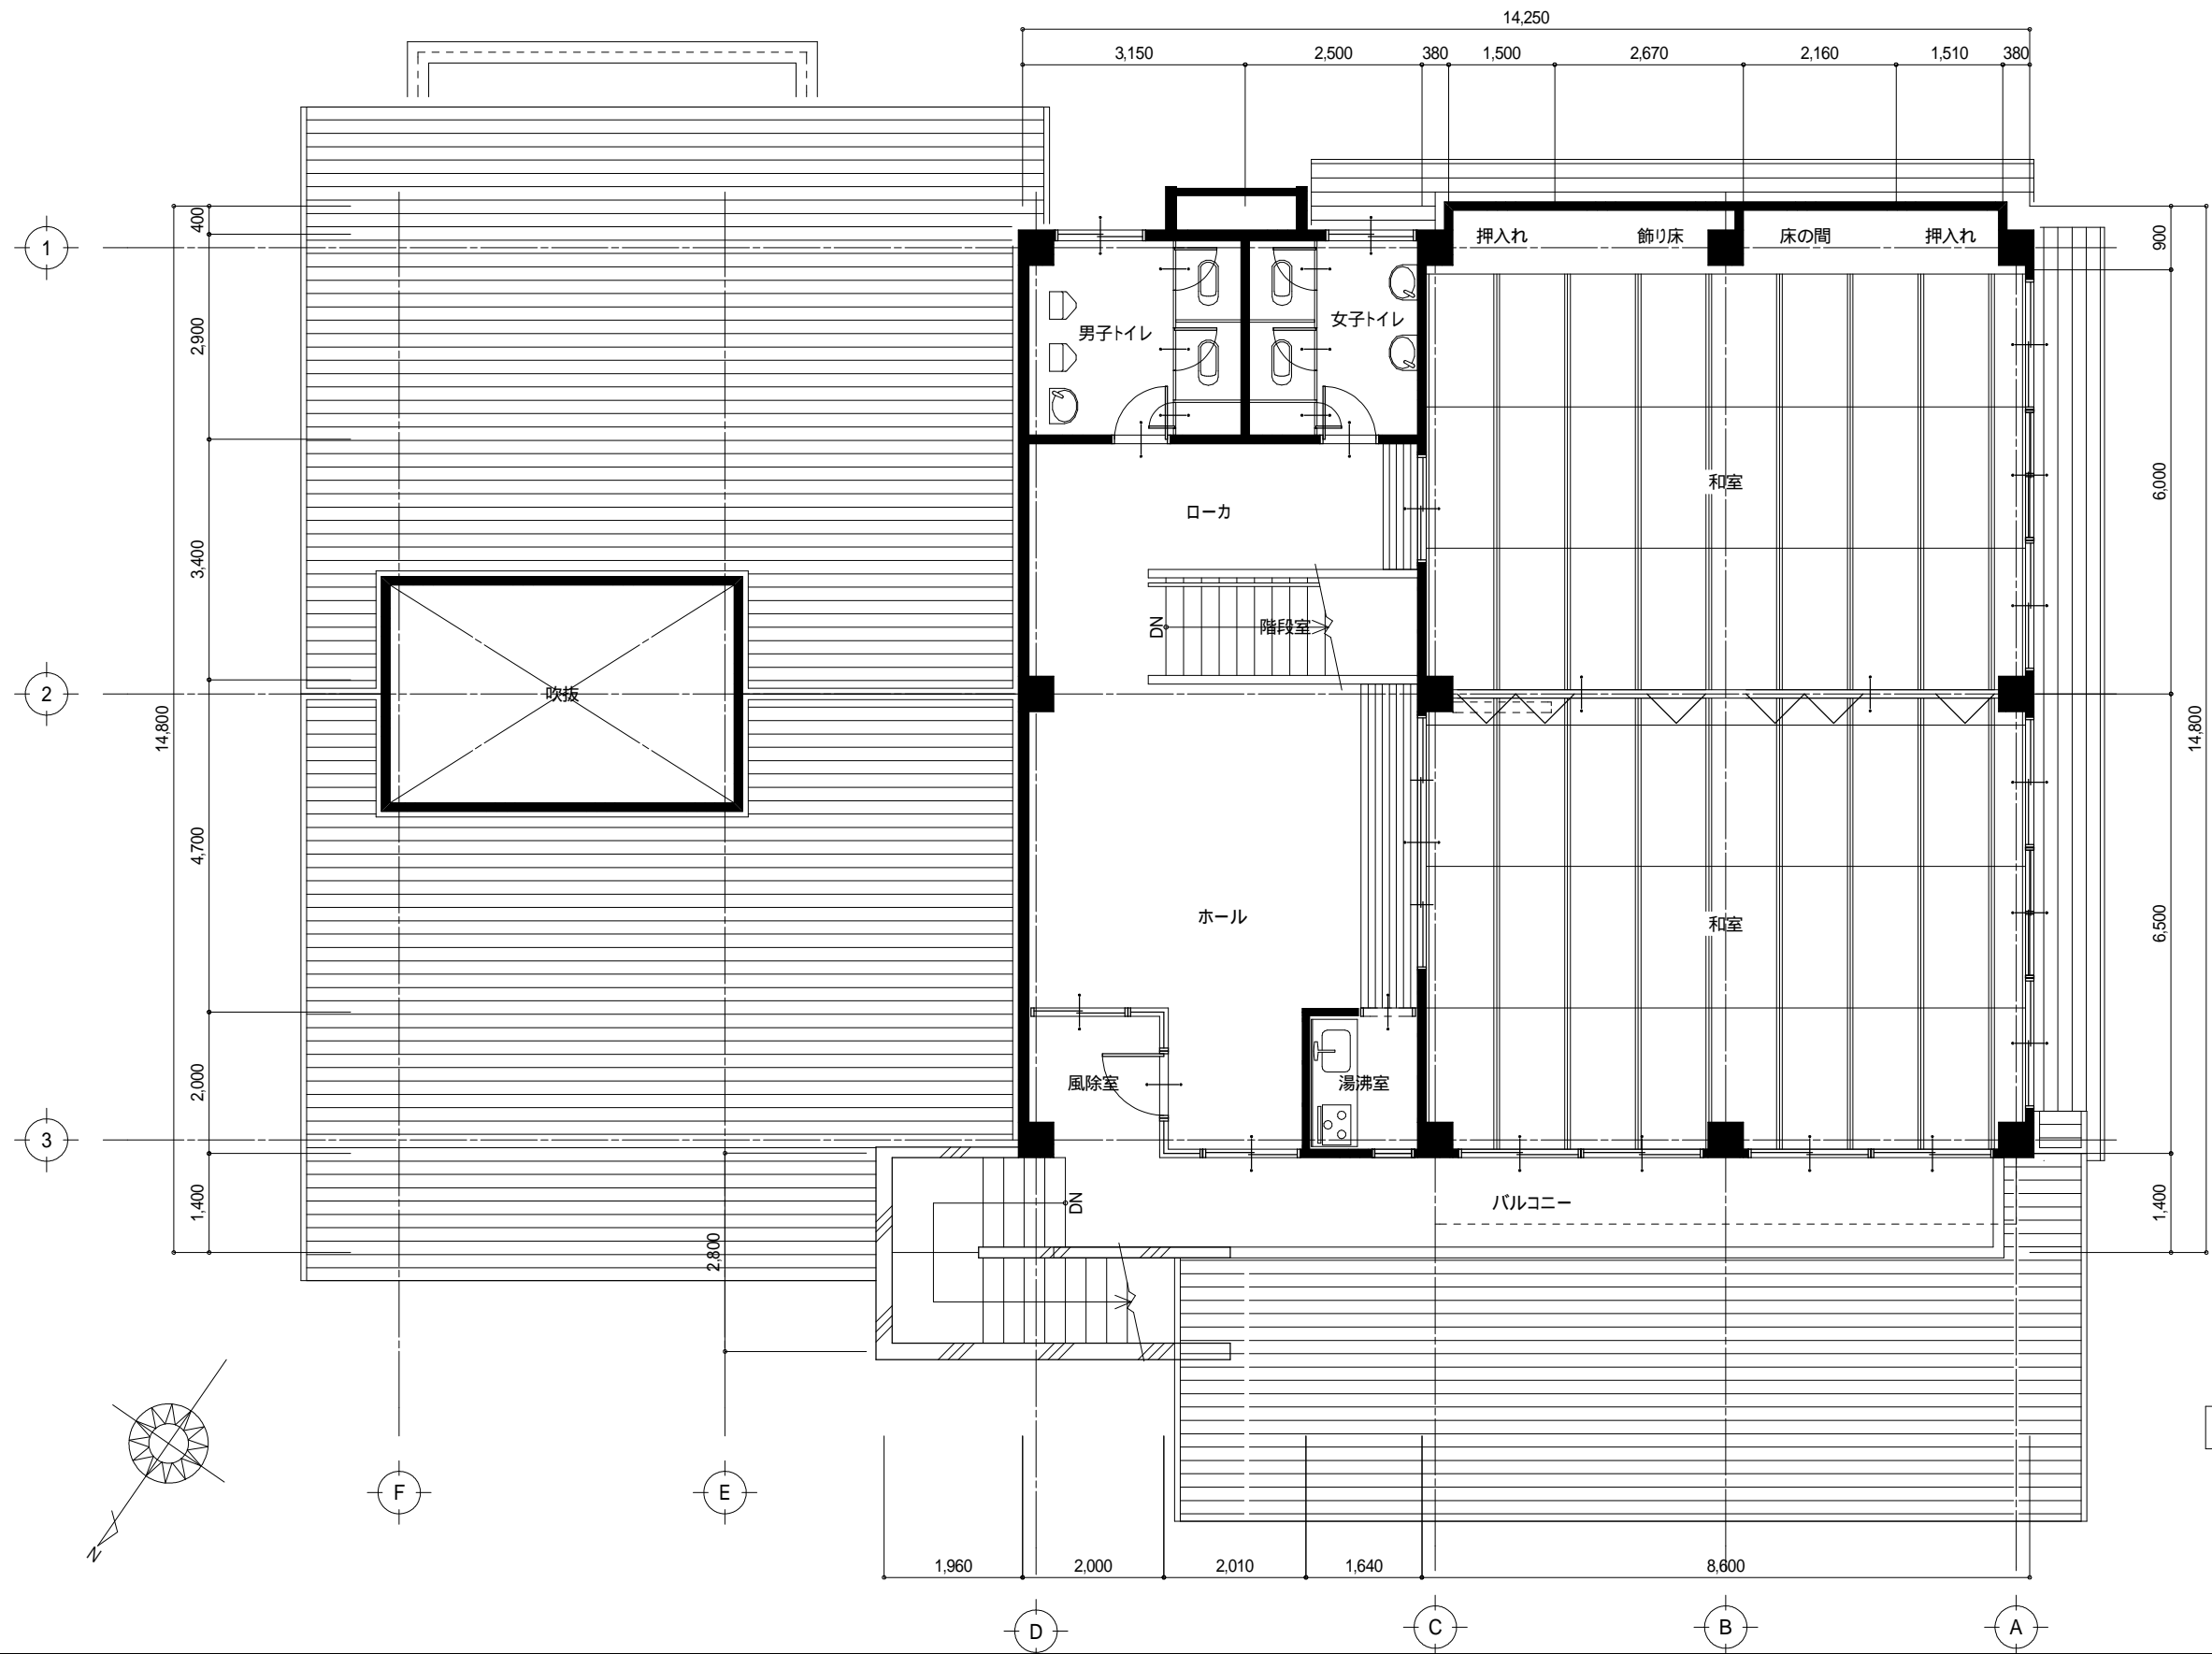 14,250
3,150 2,500 380 1,500 2,670 2,160 1,510 380
400
900
1
押入れ 飾り床 床の間 押入れ
男子トイレ
女子トイレ
2,900
6,000
和室
ローカ
3,400
DN
階段室
2
吹抜
14,800
14,800
4,700
ホール
和室
6,500
風除室
湯沸室
2,000
3
1,400
DN
バルコニー
1,400
2,800
N
F
E
1,960 2,000 2,010 1,640 8,600
D
C
B
A